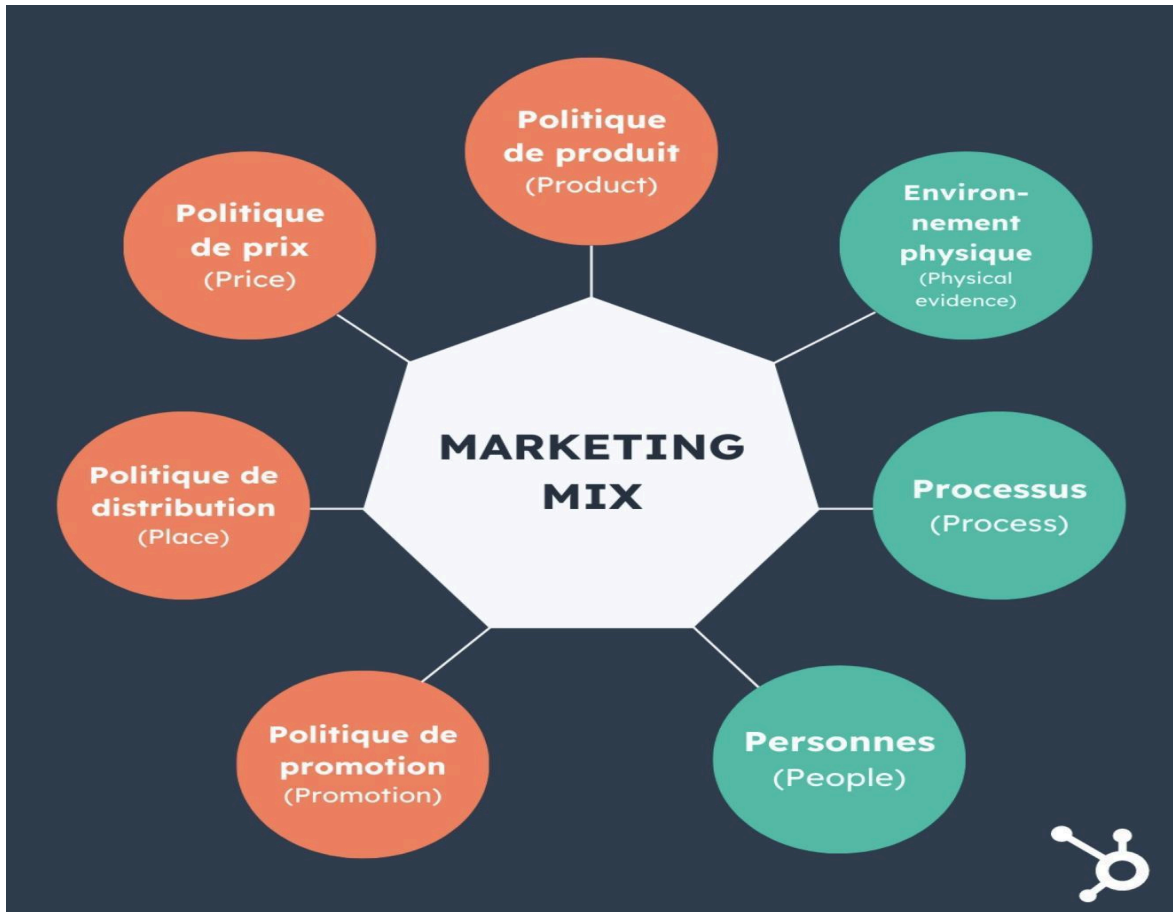 Politique
de produit
(Product)
Politique
de prix
(Price)
Environ-
nement
physique
(Physical
evidence)
MARKETING
MIX
Politique de
distribution
(Place)
Processus
(Process)
Politique de
promotion
(Promotion)
Personnes
(People)